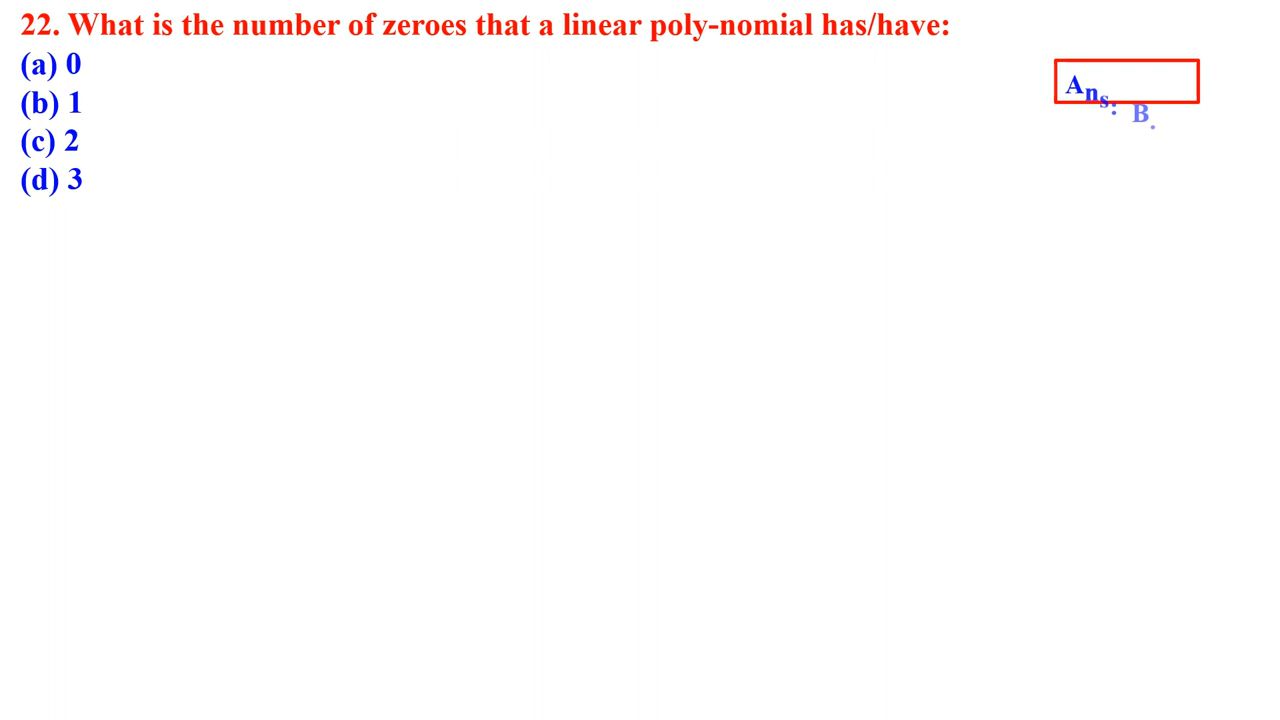 22. What is the number of zeroes that a linear poly-nomial has/have:
(a) 0
(b) 1
(c) 2
(d) 3
Ans: B.